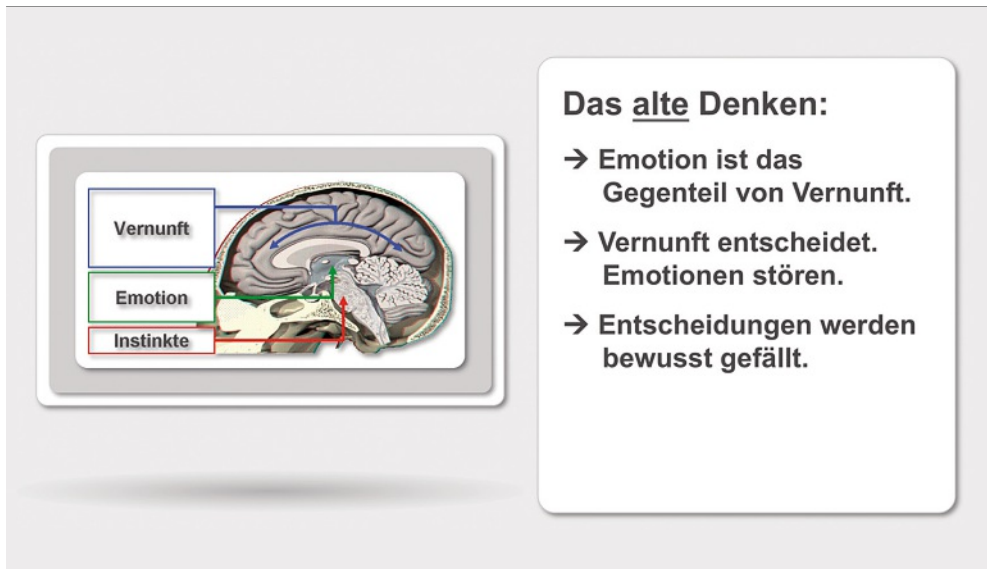 Vernunft
Emotion
Instinkte
Das alte Denken:
→ Emotion ist das
Gegenteil von Vernunft.
→ Vernunft entscheidet.
Emotionen stören.
→ Entscheidungen werden
bewusst gefällt.